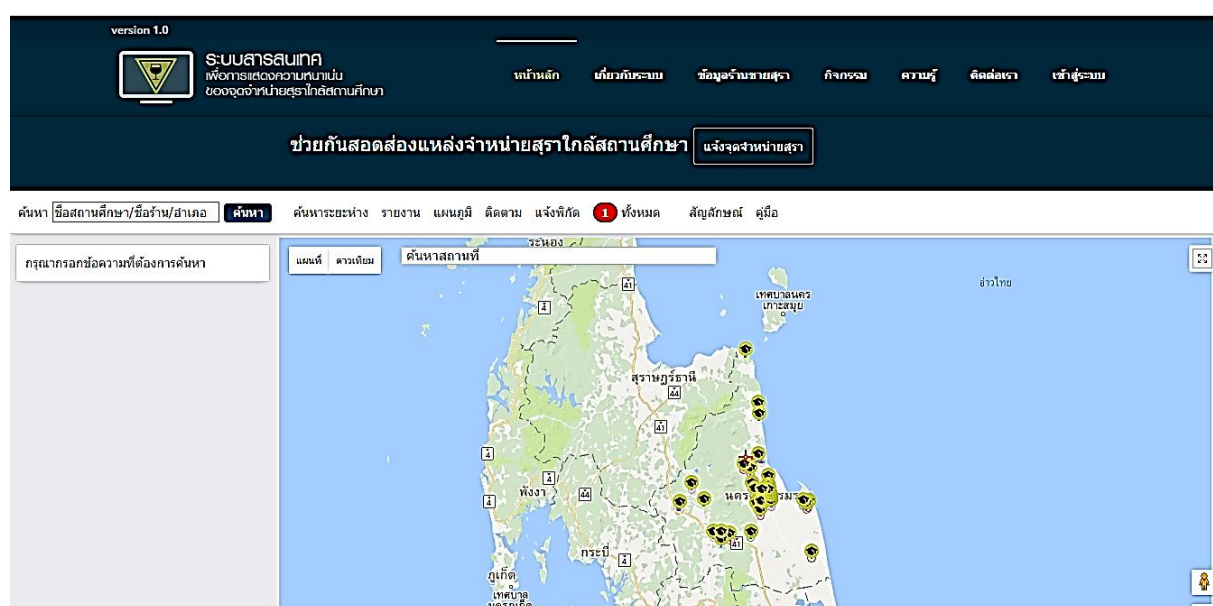 version 1.0
ระบบสารสนเทศ
เพื่อการแสดงความหนาแน่น
ของจุดจำหน่ายสุราใกล้สถานศึกษา
หน้าหลัก เกี่ยวกับระบบ ข้อมูลร้านขายสุรา กิจกรรม ความรู้ ติดต่อเรา เข้าสู่ระบบ
ช่วยกันสอดส่องแหล่งจำหน่ายสุราใกล้สถานศึกษา แจ้งจุดจำหน่ายสุรา
ค้นหา ชื่อสถานศึกษา/ชื่อร้าน/อำเภอ ค้นหา ค้นหาระยะห่าง รายงาน แผนภูมิ ติดตาม แจ้งพิกัด 1 ทั้งหมด สัญลักษณ์ คู่มือ
กรุณากรอกข้อความที่ต้องการค้นหา
แผนที่ ดาวเทียม ค้นหาสถานที่
ระนอง
41
อ่าวไทย
4
เทศบาลนคร
เกาะสมุย
สุราษฎร์ธานี
44
41
4
4
พังงา
44
4
41
กระบี่
4
ภูเก็ต
เทศบาล
นครภูเก็ต